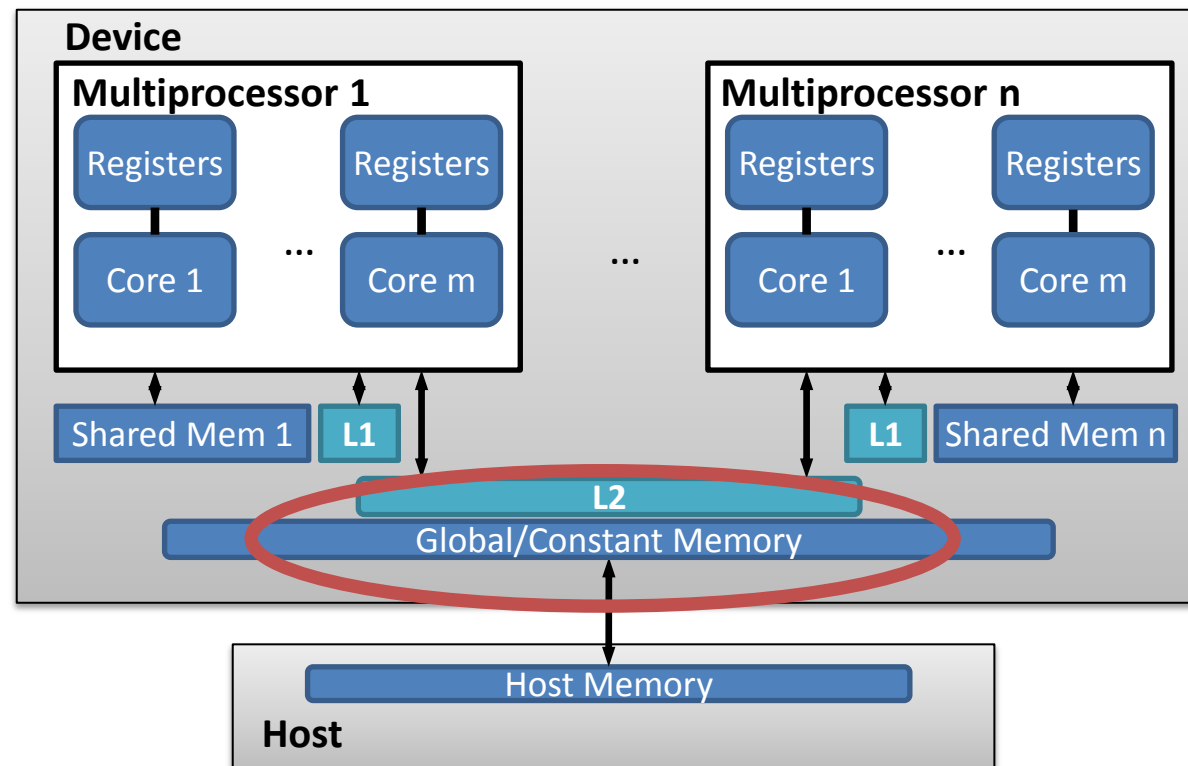 Device
Multiprocessor 1
Multiprocessor n
Registers
Registers
Registers
Registers
...
...
...
Core 1
Core m
Core 1
Core m
Shared Mem 1
L1
L1
Shared Mem n
L2
Global/Constant Memory
Host Memory
Host